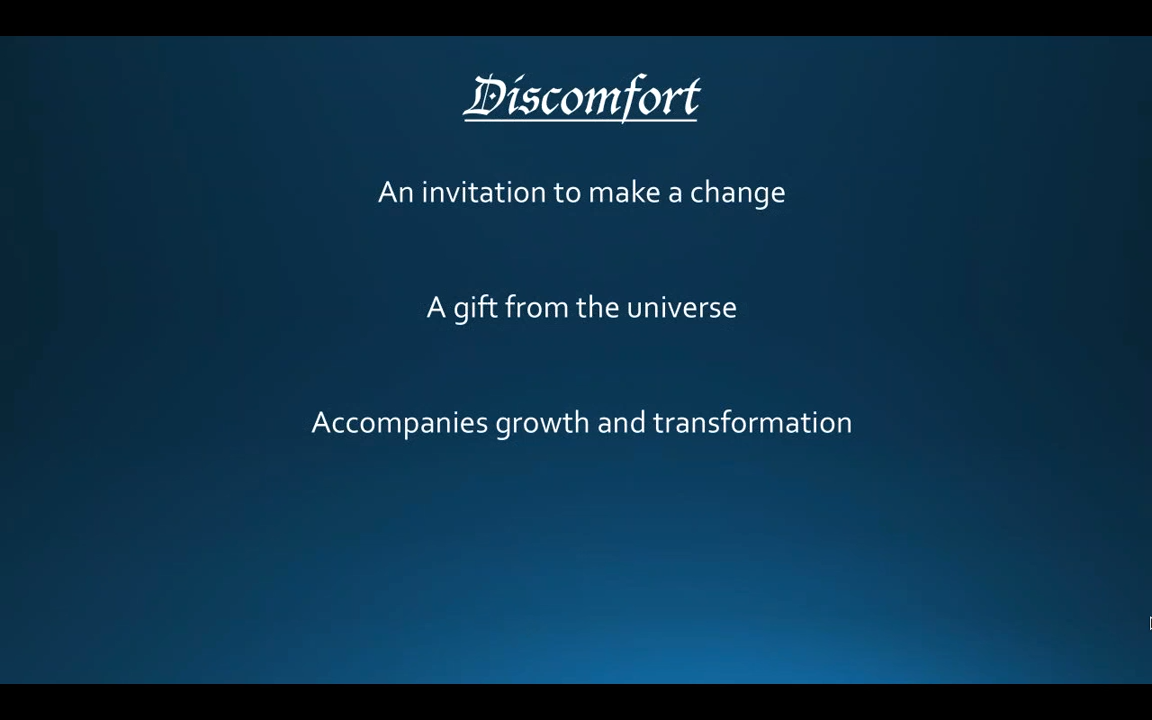 Discomfort
An invitation to make a change
A gift from the universe
Accompanies growth and transformation